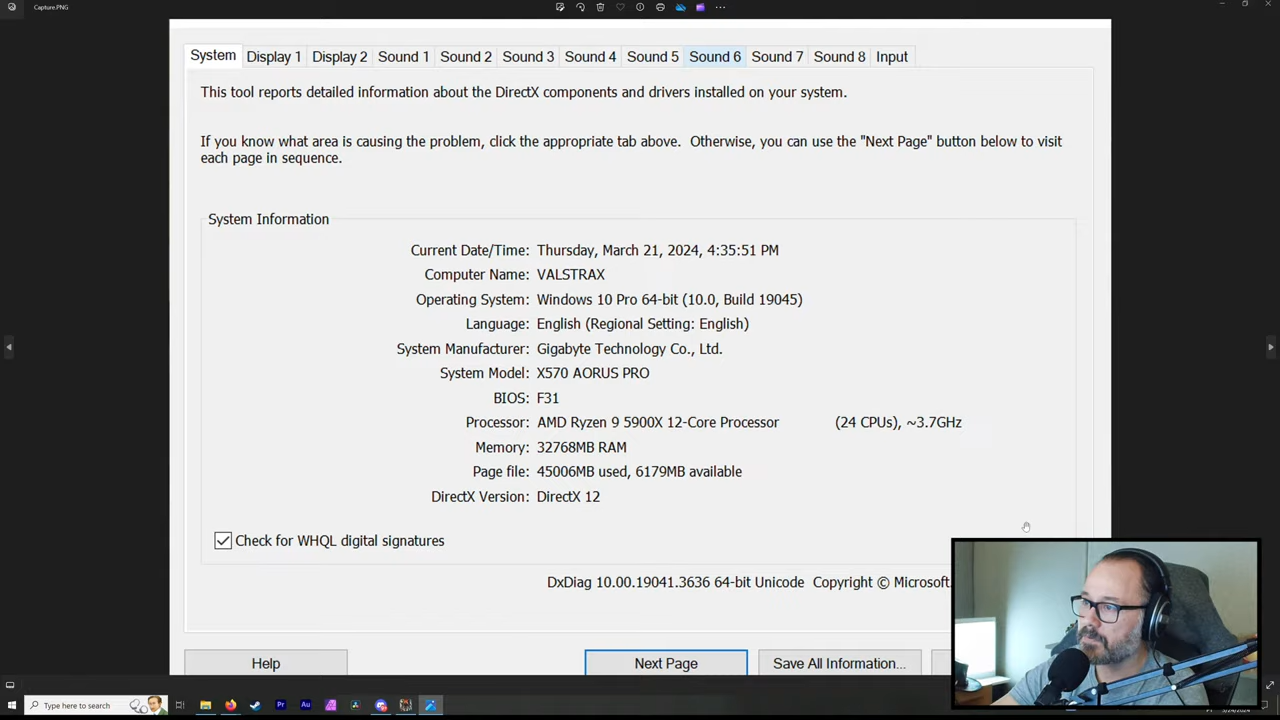 Capture.PNG
System Display 1 Display 2 Sound 1 Sound 2 Sound 3 Sound 4 Sound 5 Sound 6 Sound 7 Sound 8 Input
This tool reports detailed information about the DirectX components and drivers installed on your system.
If you know what area is causing the problem, click the appropriate tab above. Otherwise, you can use the "Next Page" button below to visit
each page in sequence.
System Information
Current Date/Time: Thursday, March 21, 2024, 4:35:51 PM
Computer Name: VALSTRAX
Operating System: Windows 10 Pro 64-bit (10.0, Build 19045)
Language: English (Regional Setting: English)
System Manufacturer: Gigabyte Technology Co., Ltd.
System Model: X570 AORUS PRO
BIOS: F31
Processor: AMD Ryzen 9 5900X 12-Core Processor (24 CPUs), ~3.7GHz
Memory: 32768MB RAM
Page file: 45006MB used, 6179MB available
DirectX Version: DirectX 12
Check for WHQL digital signatures
DxDiag 10.00.19041.3636 64-bit Unicode Copyright © Microsoft
Help Next Page Save All Information...
Type here to search Pr Au